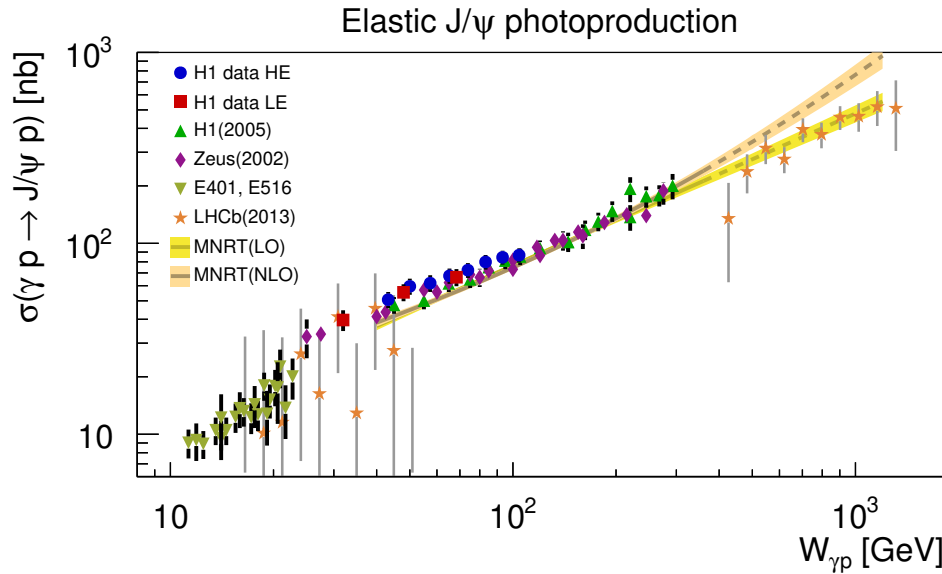 Elastic J/ψ photoproduction
σ(γ p → J/ψ p) [nb]
10³
10²
10
H1 data HE
H1 data LE
H1(2005)
Zeus(2002)
E401, E516
LHCb(2013)
MNRT(LO)
MNRT(NLO)
10 10² 10³
W_γp [GeV]